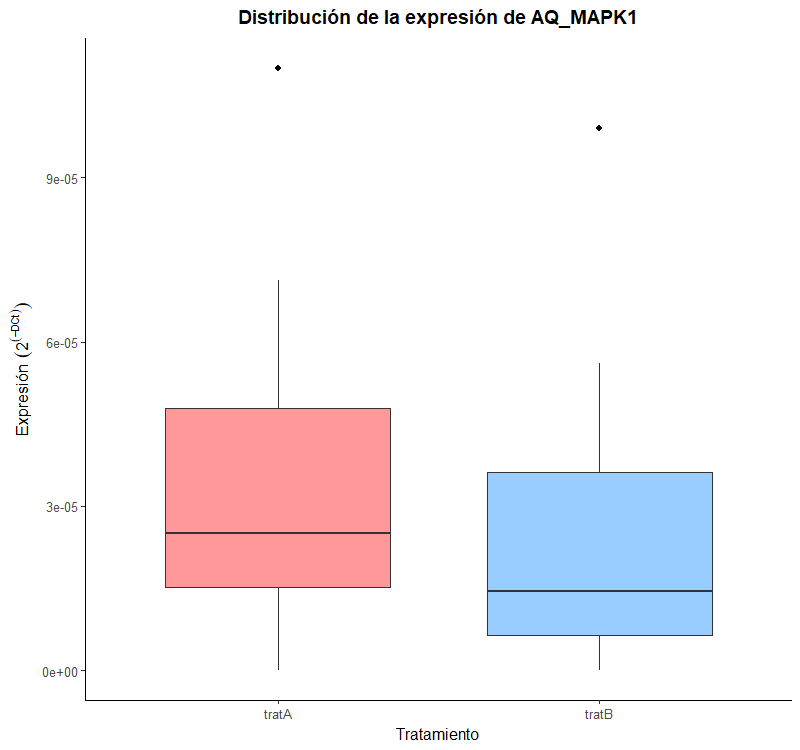 Distribución de la expresión de AQ_MAPK1
Expresión (2^(−DCt))
9e-05
6e-05
3e-05
0e+00
tratA
tratB
Tratamiento